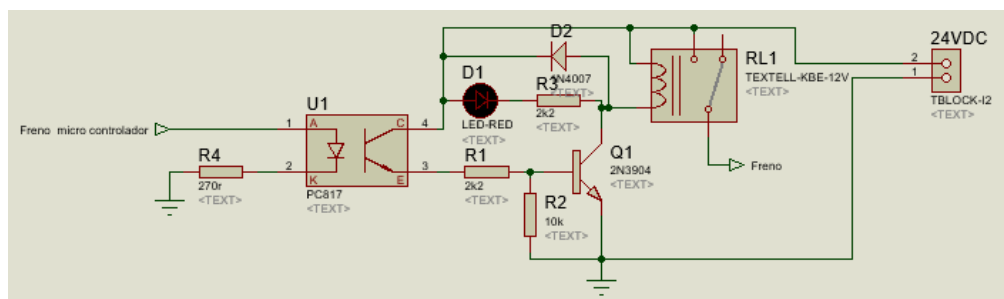 D2
24VDC
RL1
2
1N4007
D1
R3
TEXTELL-KBE-12V
1
<TEXT>
<TEXT>
U1
TBLOCK-I2
LED-RED
2k2
<TEXT>
<TEXT>
<TEXT>
Freno micro controlador
1
A
C
4
R4
R1
Q1
Freno
2N3904
2
K
E
3
<TEXT>
270r
PC817
2k2
R2
<TEXT>
<TEXT>
<TEXT>
10k
<TEXT>